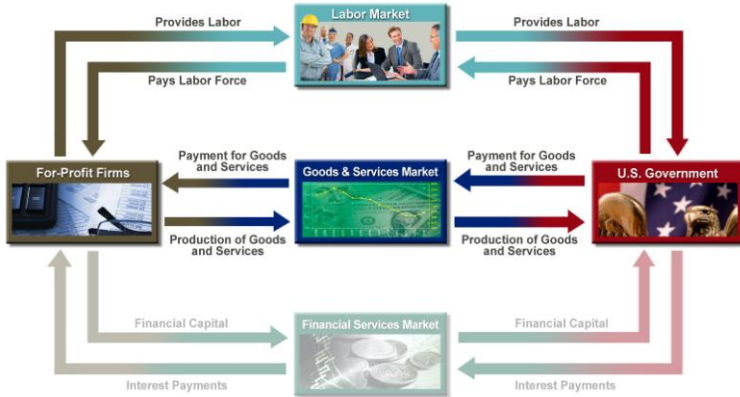 Provides Labor
Labor Market
Provides Labor
Pays Labor Force
Pays Labor Force
For-Profit Firms
Payment for Goods
and Services
Goods & Services Market
Payment for Goods
and Services
U.S. Government
Production of Goods
and Services
Production of Goods
and Services
Financial Capital
Financial Services Market
Financial Capital
Interest Payments
Interest Payments